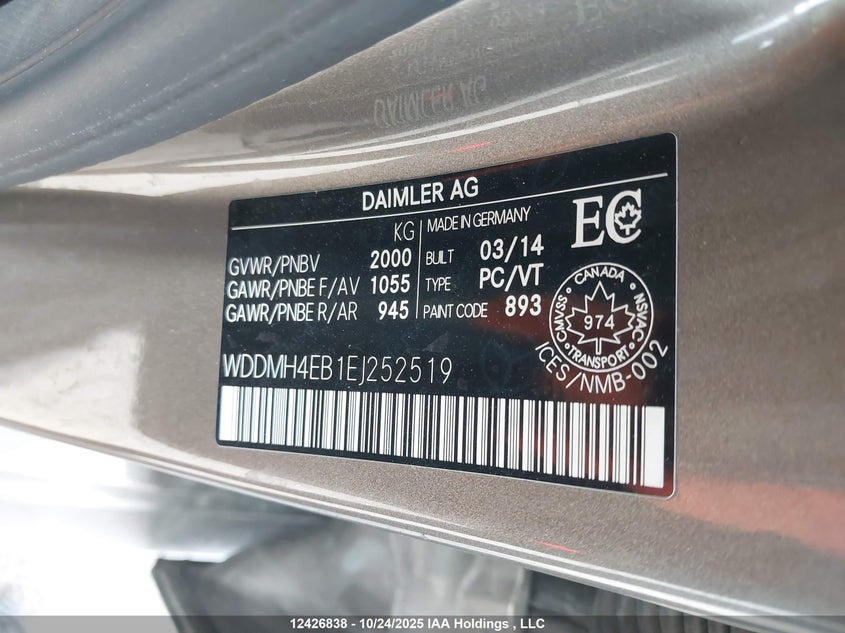 DAIMLER AG
KG
MADE IN GERMANY
GVWR/PNBV 2000
BUILT 03/14
GAWR/PNBE F/AV 1055
TYPE PC/VT
GAWR/PNBE R/AR 945
PAINT CODE 893
EC
CANADA
CMVSS
NSVAC
974
TRANSPORT
ICES/NMB-002
WDDMH4EB1EJ252519
DAIMLER AG
12426838 - 10/24/2025 IAA Holdings , LLC